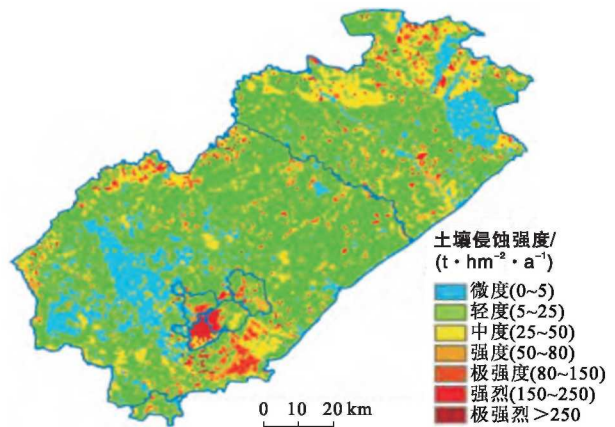 土壤侵蚀强度/
(t·hm⁻²·a⁻¹)
微度(0~5)
轻度(5~25)
中度(25~50)
强度(50~80)
极强度(80~150)
强烈(150~250)
极强烈>250
0 10 20 km